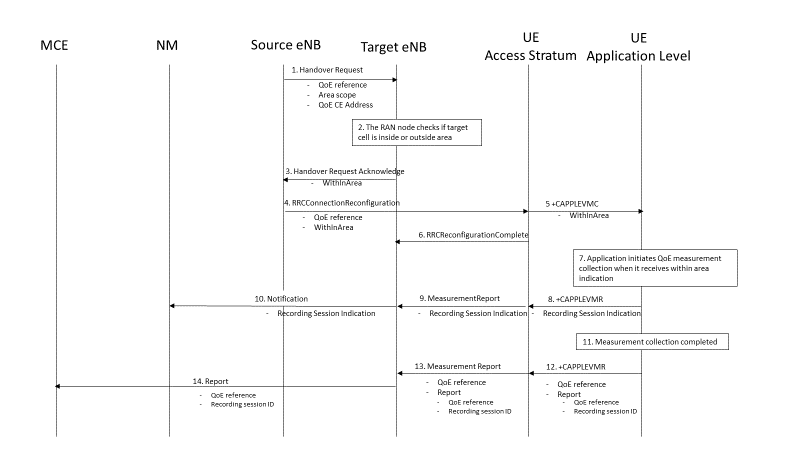 MCE
NM
Source eNB
Target eNB
UE
Access Stratum
UE
Application Level
1. Handover Request
- QoE reference
- Area scope
- QoE CE Address
2. The RAN node checks if target
cell is inside or outside area
3. Handover Request Acknowledge
- WithInArea
4. RRCConnectionReconfiguration
- QoE reference
- WithinArea
5 +CAPPLEVMC
- WithinArea
6. RRCReconfigurationComplete
7. Application initiates QoE measurement
collection when it receives within area
indication
10. Notification
- Recording Session Indication
9. MeasurementReport
- Recording Session Indication
8. +CAPPLEVMR
- Recording Session Indication
11. Measurement collection completed
14. Report
- QoE reference
- Recording session ID
13. Measurement Report
- QoE reference
- Report
- QoE reference
- Recording session ID
12. +CAPPLEVMR
- QoE reference
- Report
- QoE reference
- Recording session ID